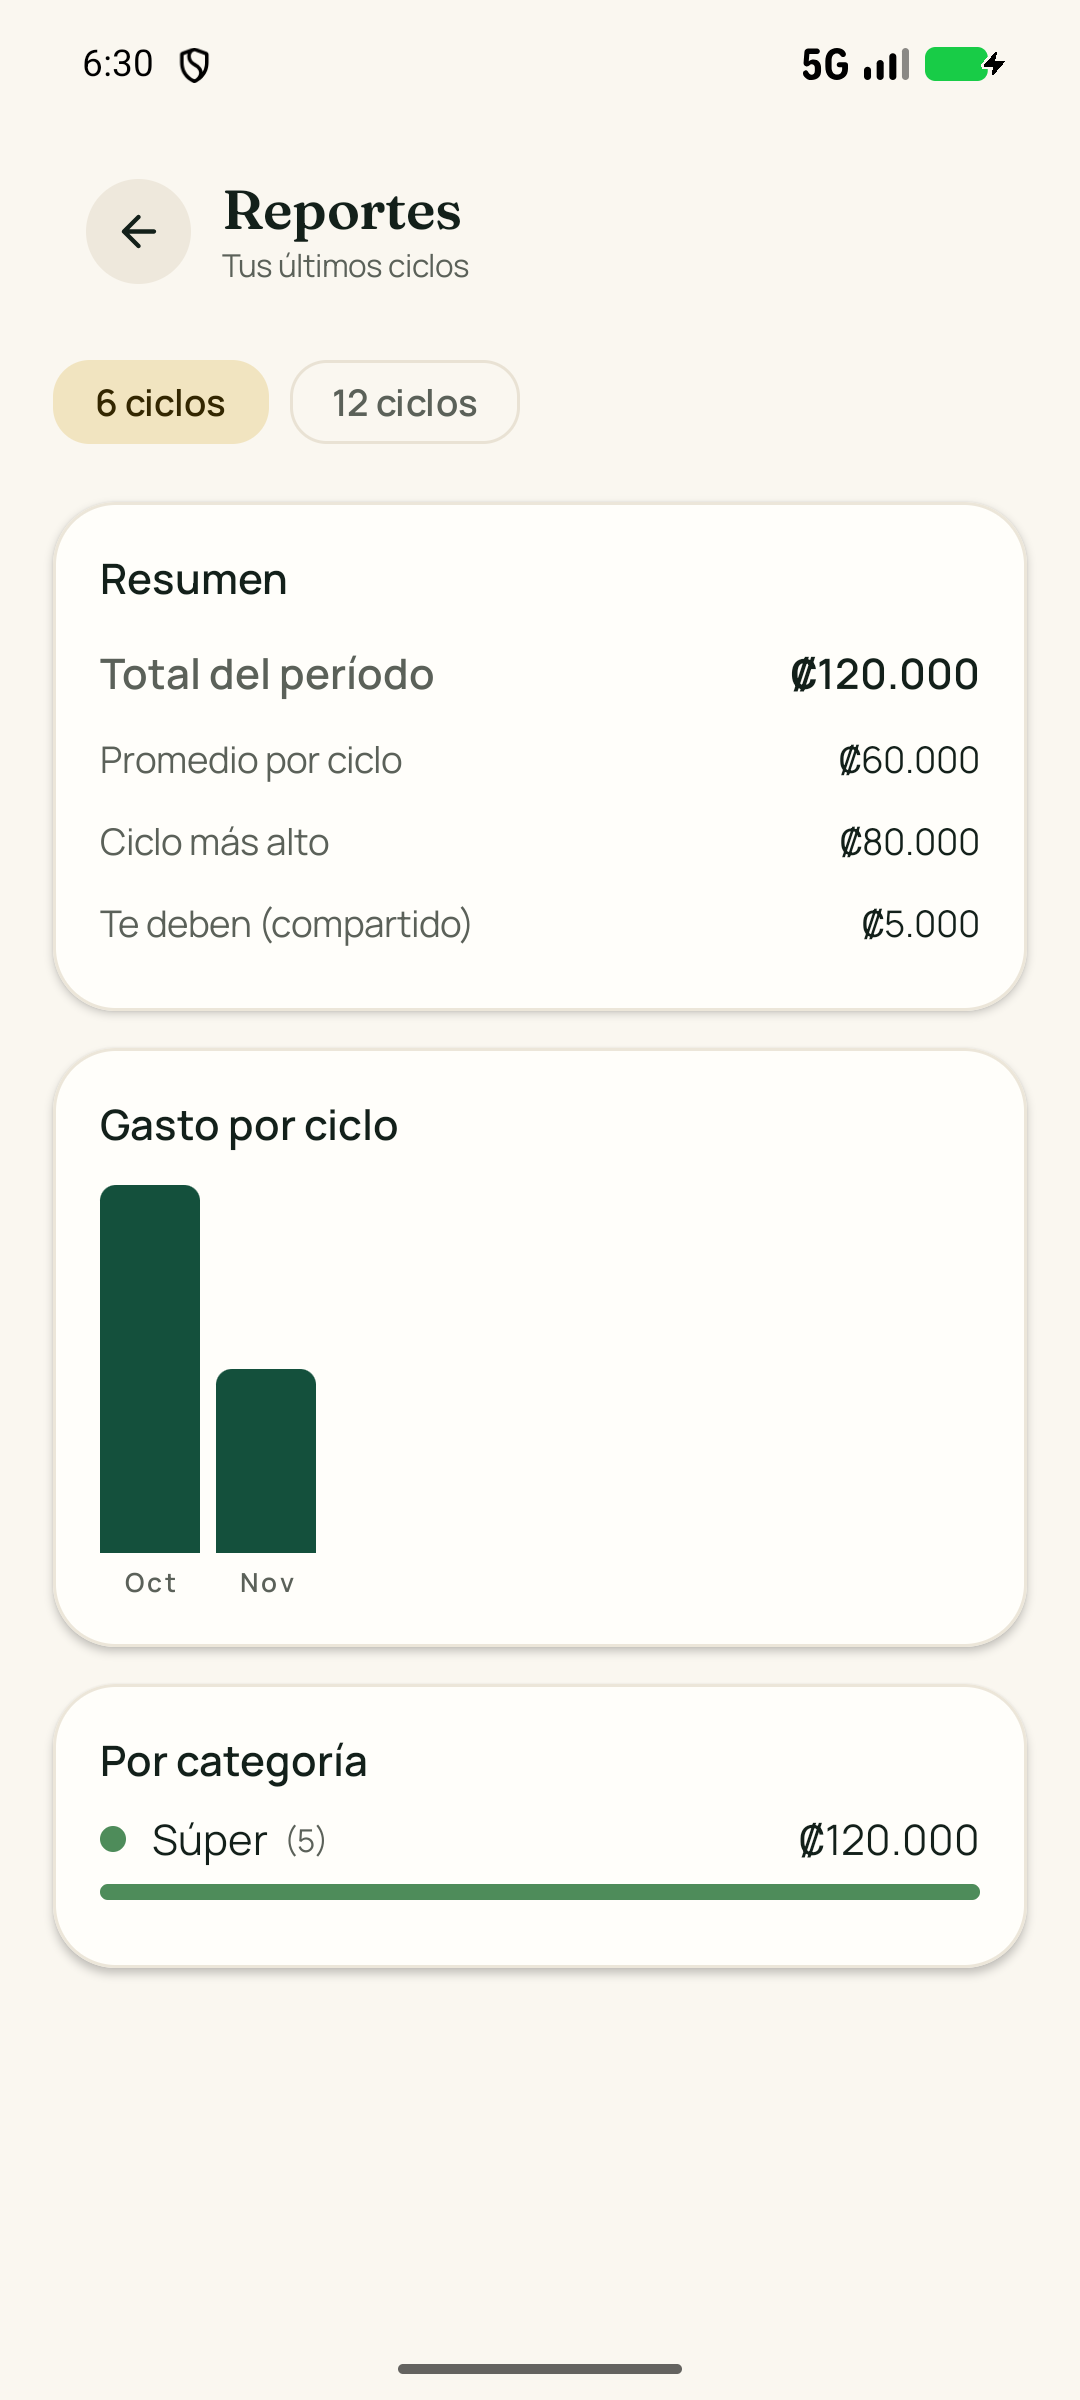 6:30
5G
Reportes
Tus últimos ciclos
6 ciclos
12 ciclos
Resumen
Total del período ₡120.000
Promedio por ciclo ₡60.000
Ciclo más alto ₡80.000
Te deben (compartido) ₡5.000
Gasto por ciclo
Oct Nov
Por categoría
Súper (5) ₡120.000